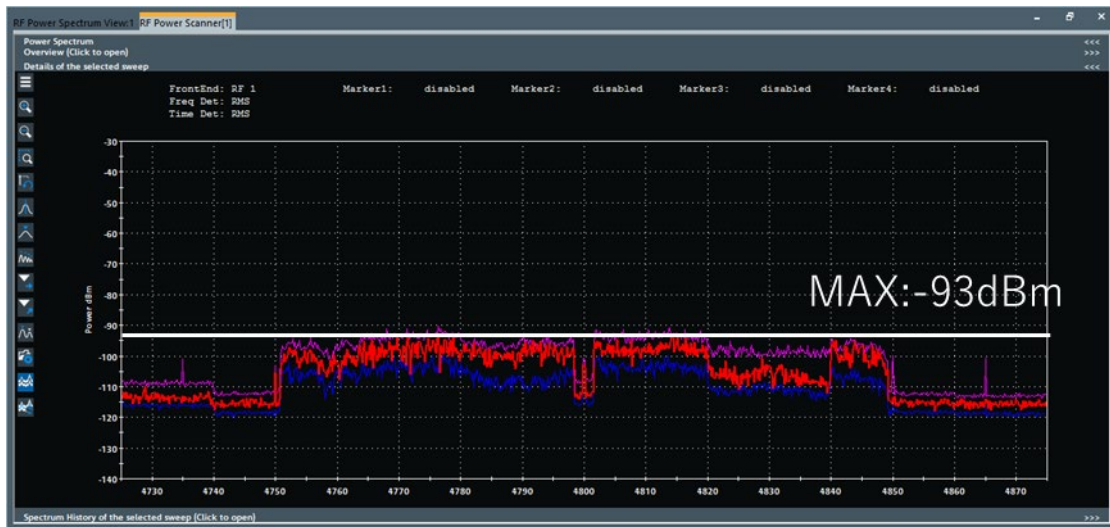 RF Power Spectrum View:1 RF Power Scanner[1]
Power Spectrum <<<
Overview (Click to open) >>>
Details of the selected sweep <<<
FrontEnd: RF 1 Marker1: disabled Marker2: disabled Marker3: disabled Marker4: disabled
Freq Det: RMS
Time Det: RMS
-30
-40
-50
-60
-70
-80
-90
-100
-110
-120
-130
-140
Power dBm
MAX:-93dBm
4730 4740 4750 4760 4770 4780 4790 4800 4810 4820 4830 4840 4850 4860 4870
Spectrum History of the selected sweep (Click to open) >>>